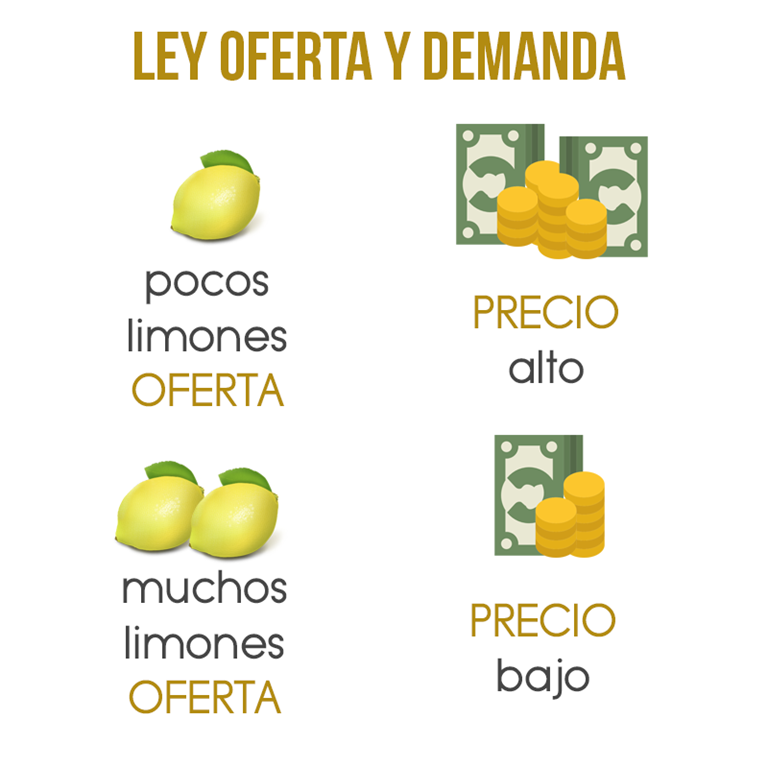 LEY OFERTA Y DEMANDA
pocos
limones
OFERTA
PRECIO
alto
muchos
limones
OFERTA
PRECIO
bajo